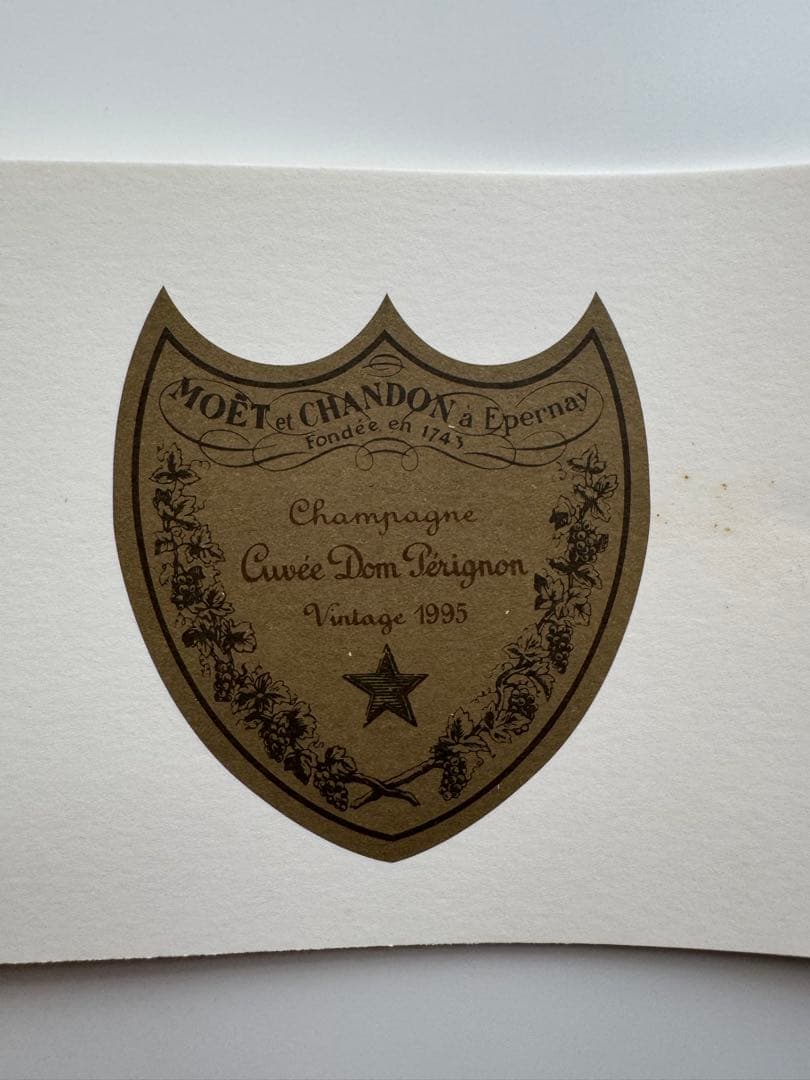 MOËT et CHANDON à Epernay
Fondée en 1743
Champagne
Cuvée Dom Pérignon
Vintage 1995